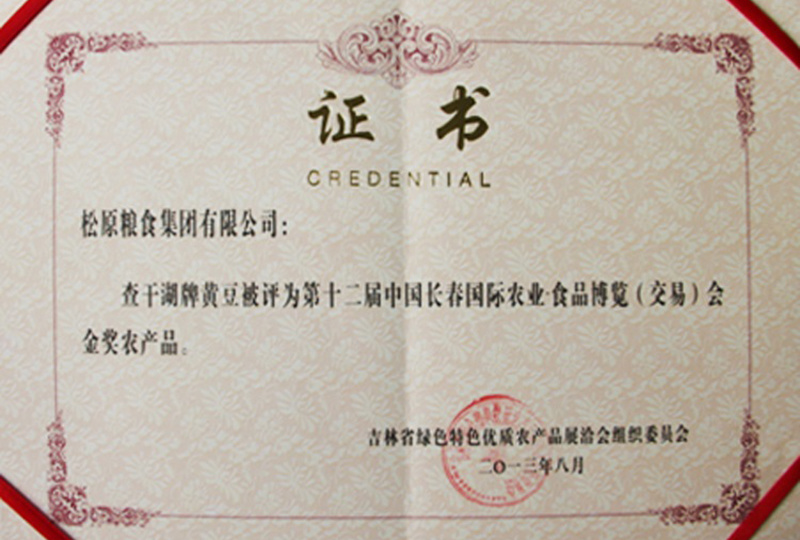 证书
CREDENTIAL
松原粮食集团有限公司：
查干湖牌黄豆被评为第十二届中国长春国际农业·食品博览（交易）会
金奖农产品。
吉林省绿色特色优质农产品展洽会组织委员会
二〇一三年八月